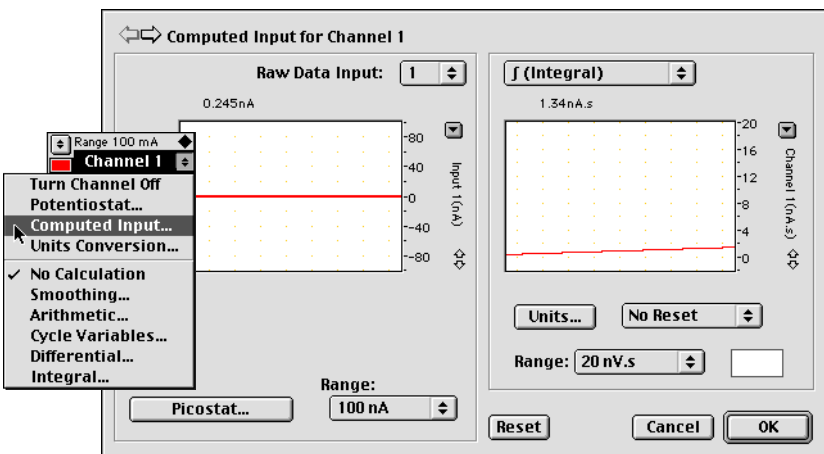 Computed Input for Channel 1
Raw Data Input: 1
0.245nA
80
40
0
-40
-80
Input 1 (nA)
Range 100 mA
Channel 1
Turn Channel Off
Potentiostat...
Computed Input...
Units Conversion...
✓ No Calculation
Smoothing...
Arithmetic...
Cycle Variables...
Differential...
Integral...
Range:
Picostat... 100 nA
∫ (Integral)
1.34nA.s
20
16
12
8
4
0
Channel 1(nA.s)
Units... No Reset
Range: 20 nV.s
Reset Cancel OK